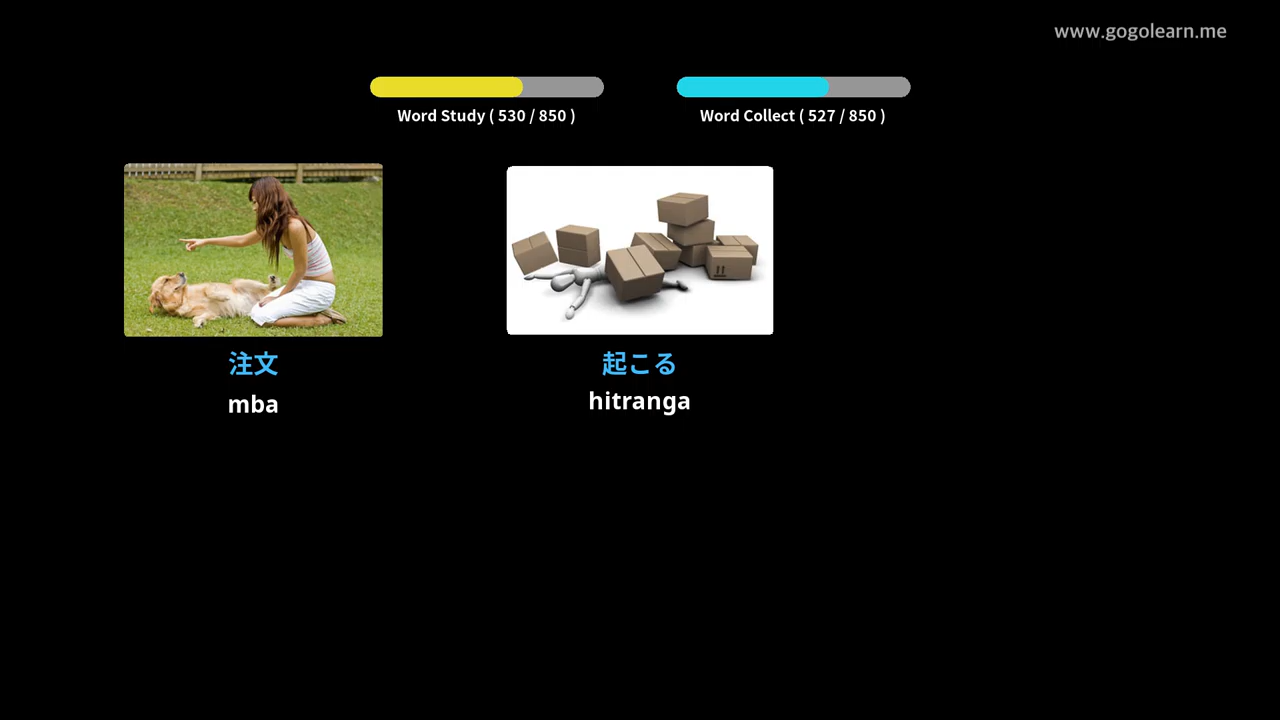 www.gogolearn.me
Word Study ( 530 / 850 )
Word Collect ( 527 / 850 )
注文
mba
起こる
hitranga